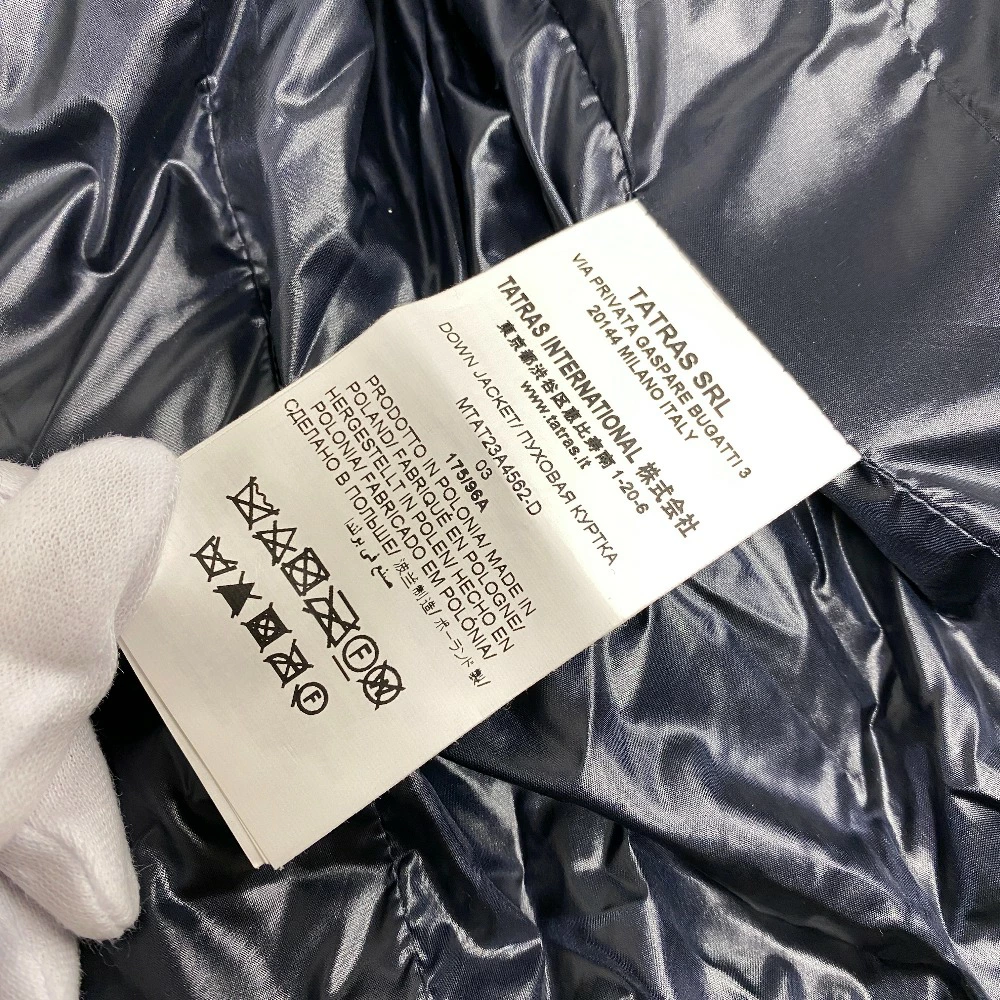 TATRAS SRL
VIA PRIVATA GASPARE BUGATTI 3
20144 MILANO ITALY
TATRAS INTERNATIONAL 株式会社
東京都渋谷区恵比寿南 1-20-6
www.tatras.it
DOWN JACKET/ ПУХОВАЯ КУРТКА
MTAT23A4562-D
03
175/96A
PRODOTTO IN POLONIA/ MADE IN
POLAND/ FABRIQUÉ EN POLOGNE/
HERGESTELLT IN POLEN/ HECHO EN
POLONIA/ FABRICADO EM POLÓNIA/
СДЕЛАНО В ПОЛЬШЕ/ 波兰制造/ ポーランド製/
F
F